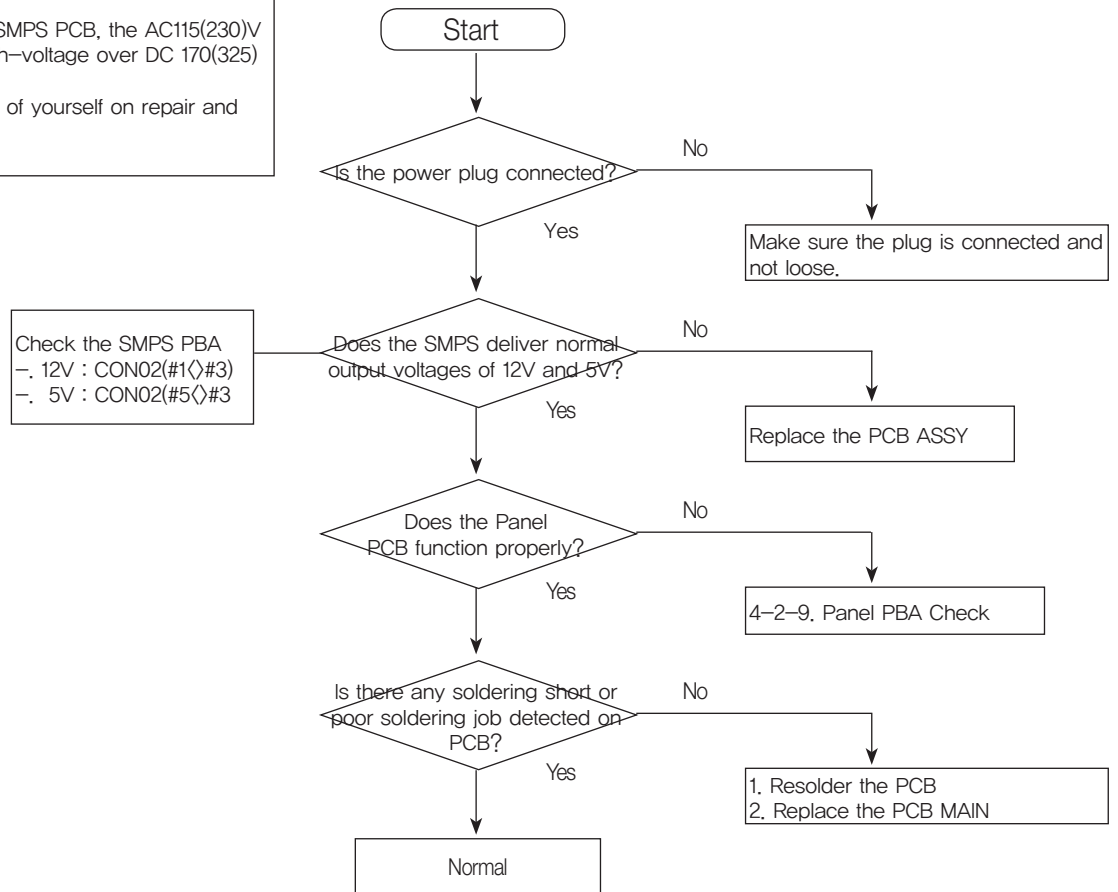 SMPS PCB, the AC115(230)V
n-voltage over DC 170(325)
of yourself on repair and
Start
Is the power plug connected?
No
Yes
Make sure the plug is connected and
not loose.
Check the SMPS PBA
-. 12V : CON02(#1<>#3)
-. 5V : CON02(#5<>#3
Does the SMPS deliver normal
output voltages of 12V and 5V?
No
Yes
Replace the PCB ASSY
Does the Panel
PCB function properly?
No
Yes
4-2-9. Panel PBA Check
Is there any soldering short or
poor soldering job detected on
PCB?
No
Yes
1. Resolder the PCB
2. Replace the PCB MAIN
Normal